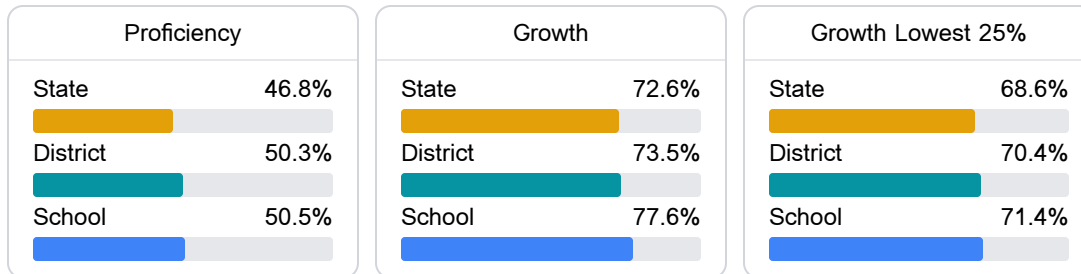 Proficiency
State 46.8%
District 50.3%
School 50.5%
Growth
State 72.6%
District 73.5%
School 77.6%
Growth Lowest 25%
State 68.6%
District 70.4%
School 71.4%